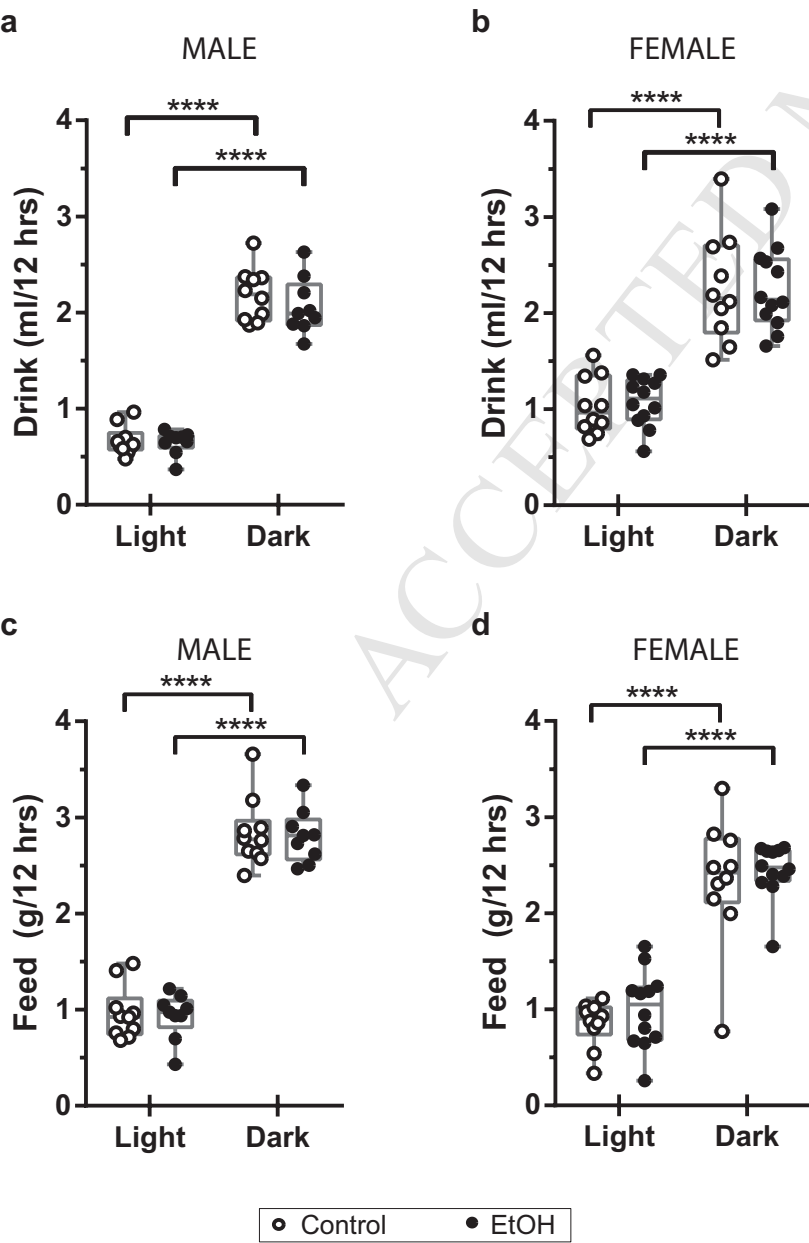 a
MALE
b
FEMALE
****
****
****
****
Drink (ml/12 hrs)
4
3
2
1
0
Light
Dark
Drink (ml/12 hrs)
4
3
2
1
0
Light
Dark
ACCEPTED M
c
MALE
d
FEMALE
****
****
****
****
Feed (g/12 hrs)
4
3
2
1
0
Light
Dark
Feed (g/12 hrs)
4
3
2
1
0
Light
Dark
Control
EtOH